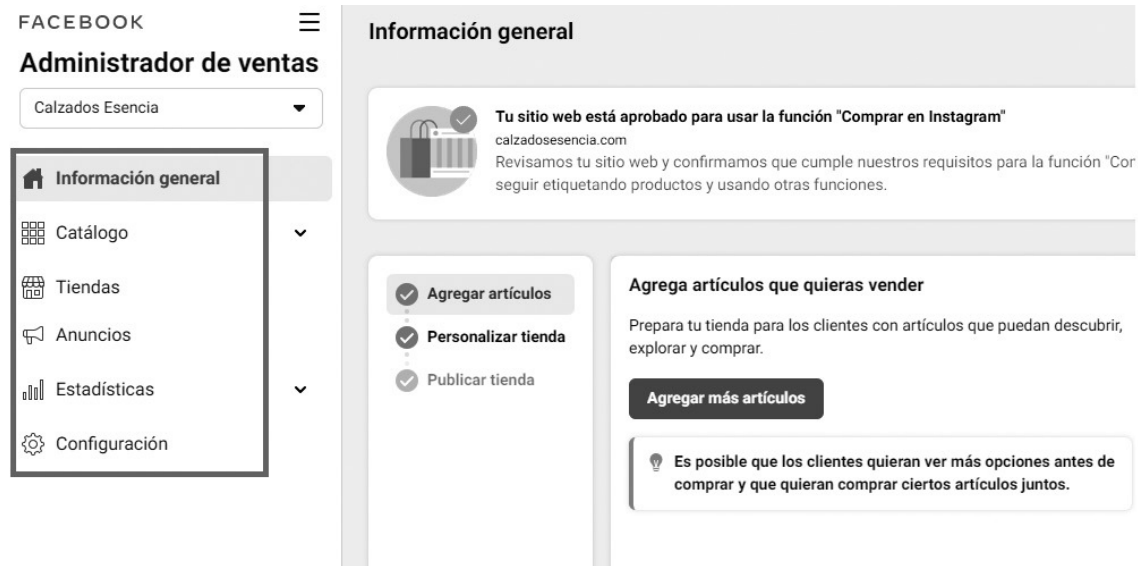 FACEBOOK
Administrador de ventas
Calzados Esencia
Información general
Catálogo
Tiendas
Anuncios
Estadísticas
Configuración
Información general
Tu sitio web está aprobado para usar la función "Comprar en Instagram"
calzadosesencia.com
Revisamos tu sitio web y confirmamos que cumple nuestros requisitos para la función "Cor
seguir etiquetando productos y usando otras funciones.
Agregar artículos
Personalizar tienda
Publicar tienda
Agrega artículos que quieras vender
Prepara tu tienda para los clientes con artículos que puedan descubrir,
explorar y comprar.
Agregar más artículos
Es posible que los clientes quieran ver más opciones antes de
comprar y que quieran comprar ciertos artículos juntos.